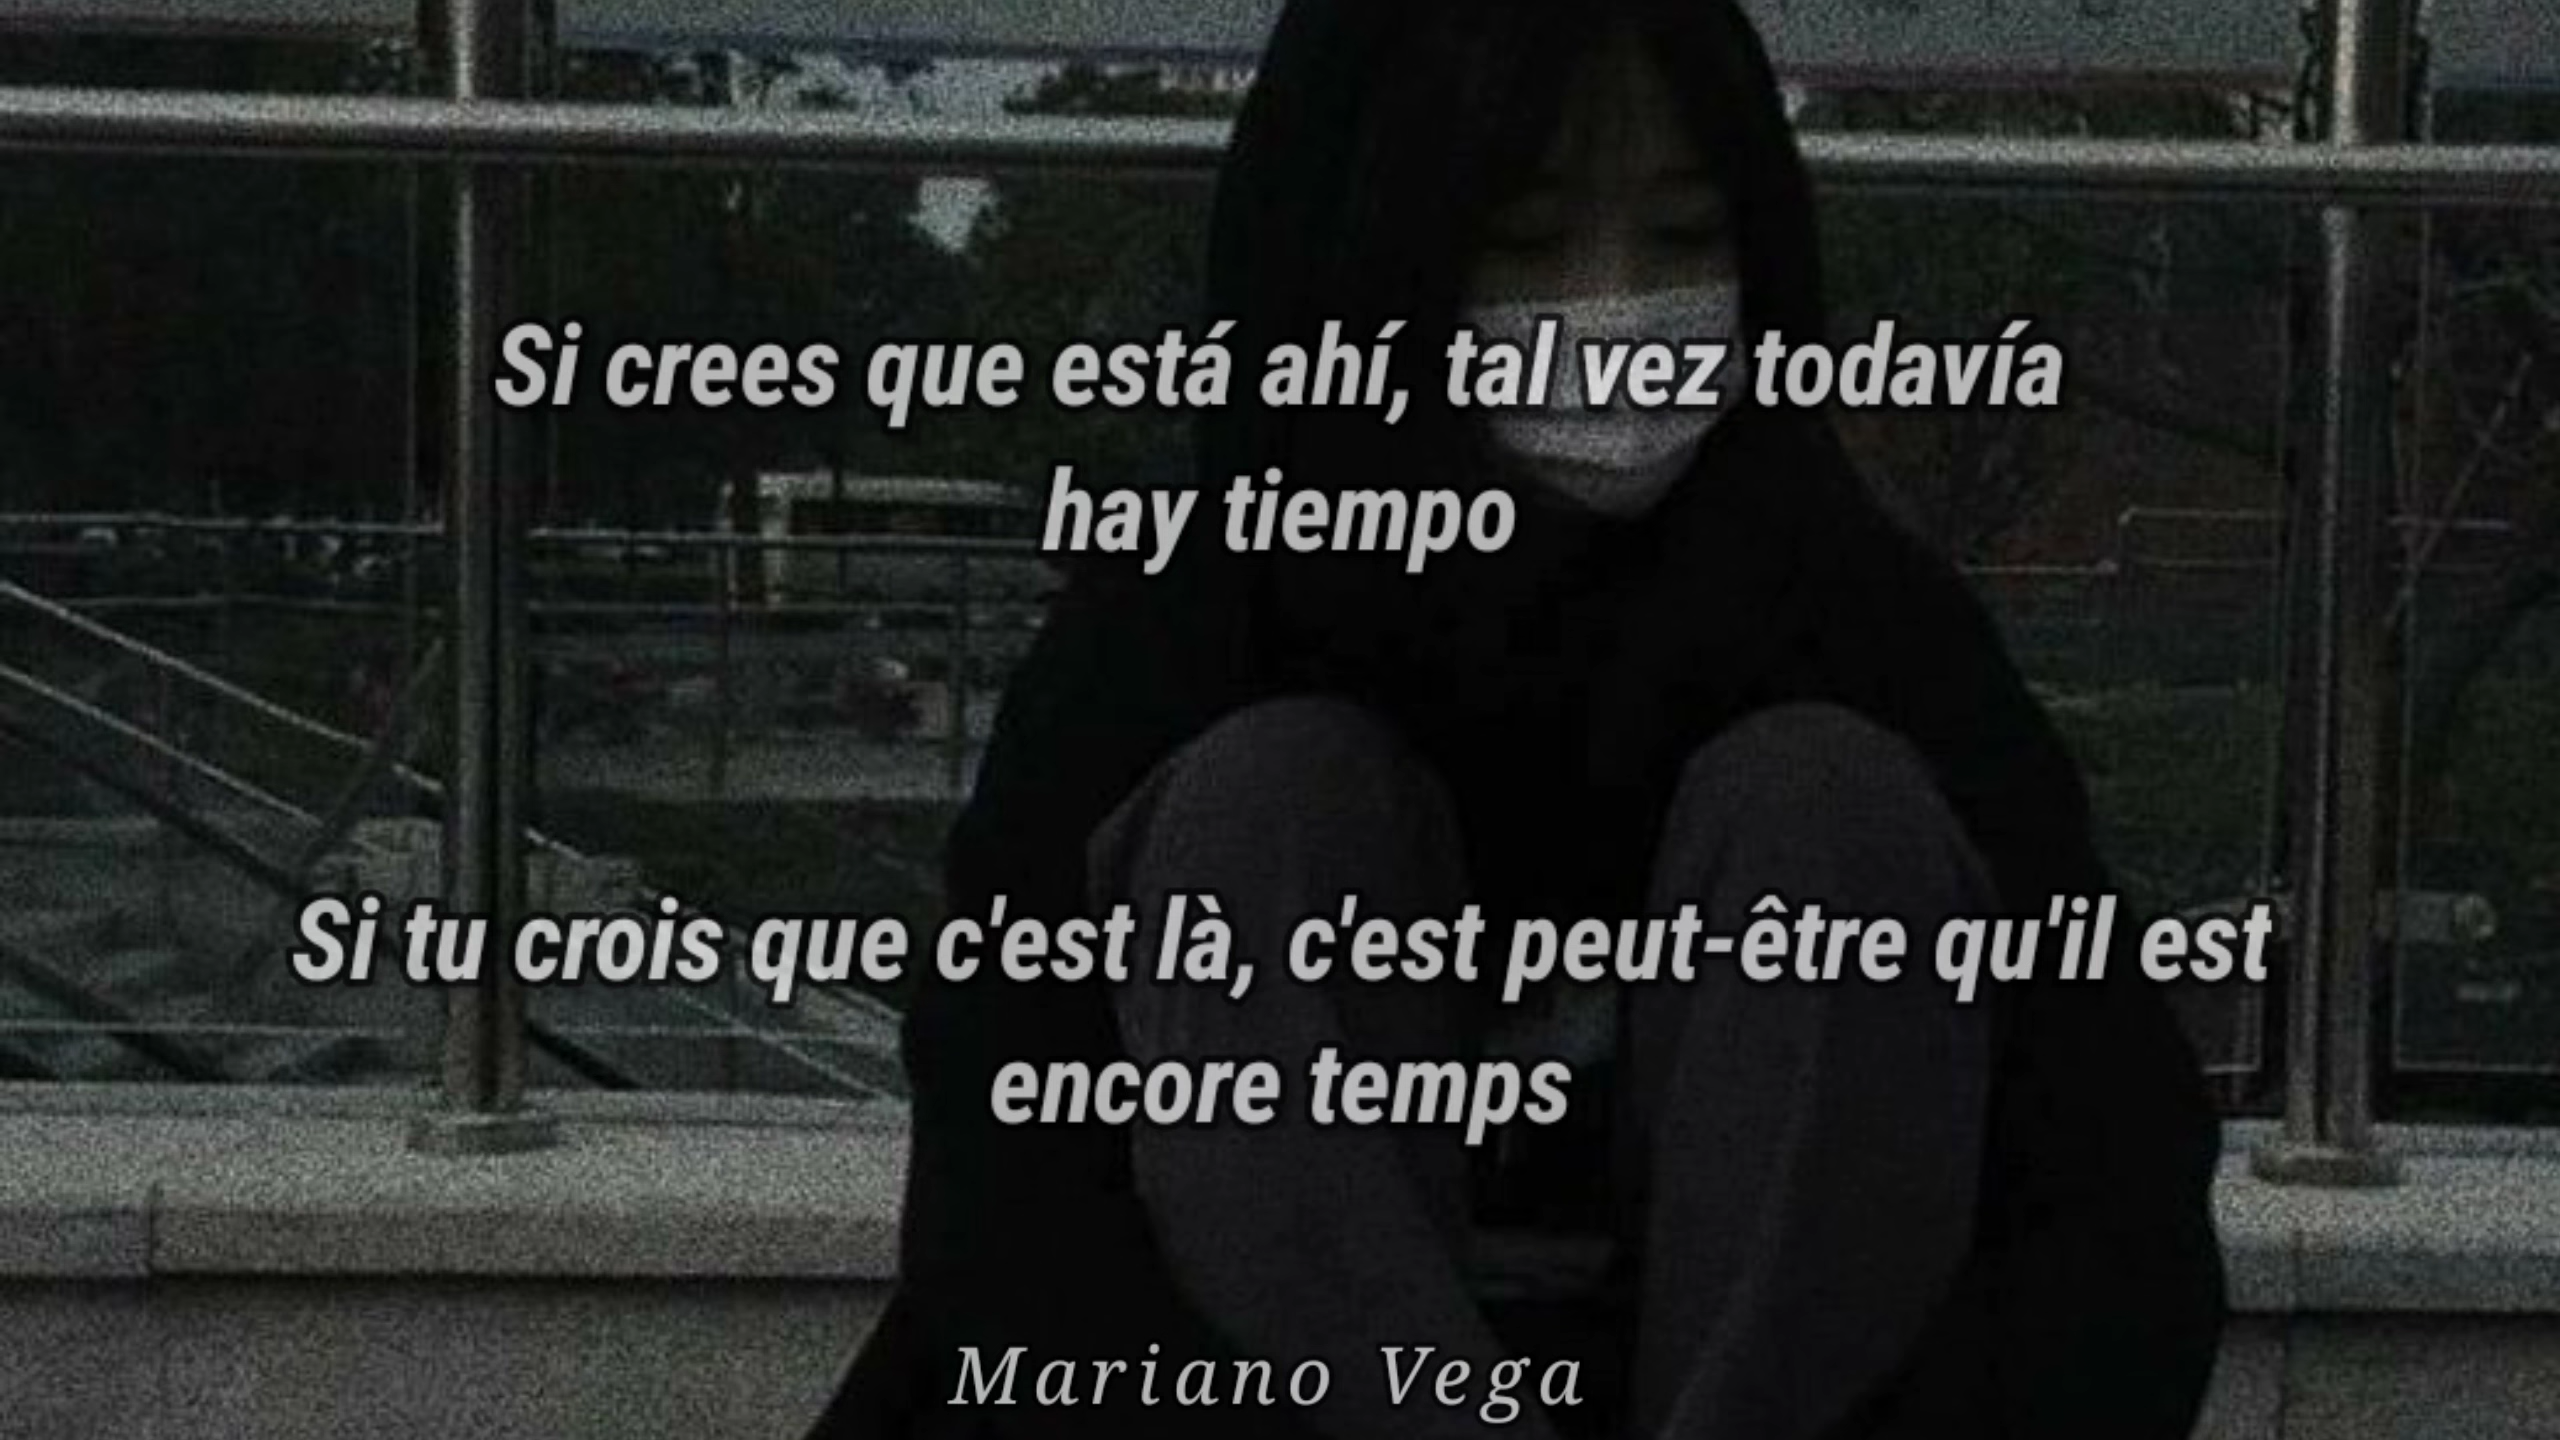 Si crees que está ahí, tal vez todavía
hay tiempo
Si tu crois que c'est là, c'est peut-être qu'il est
encore temps
Mariano Vega